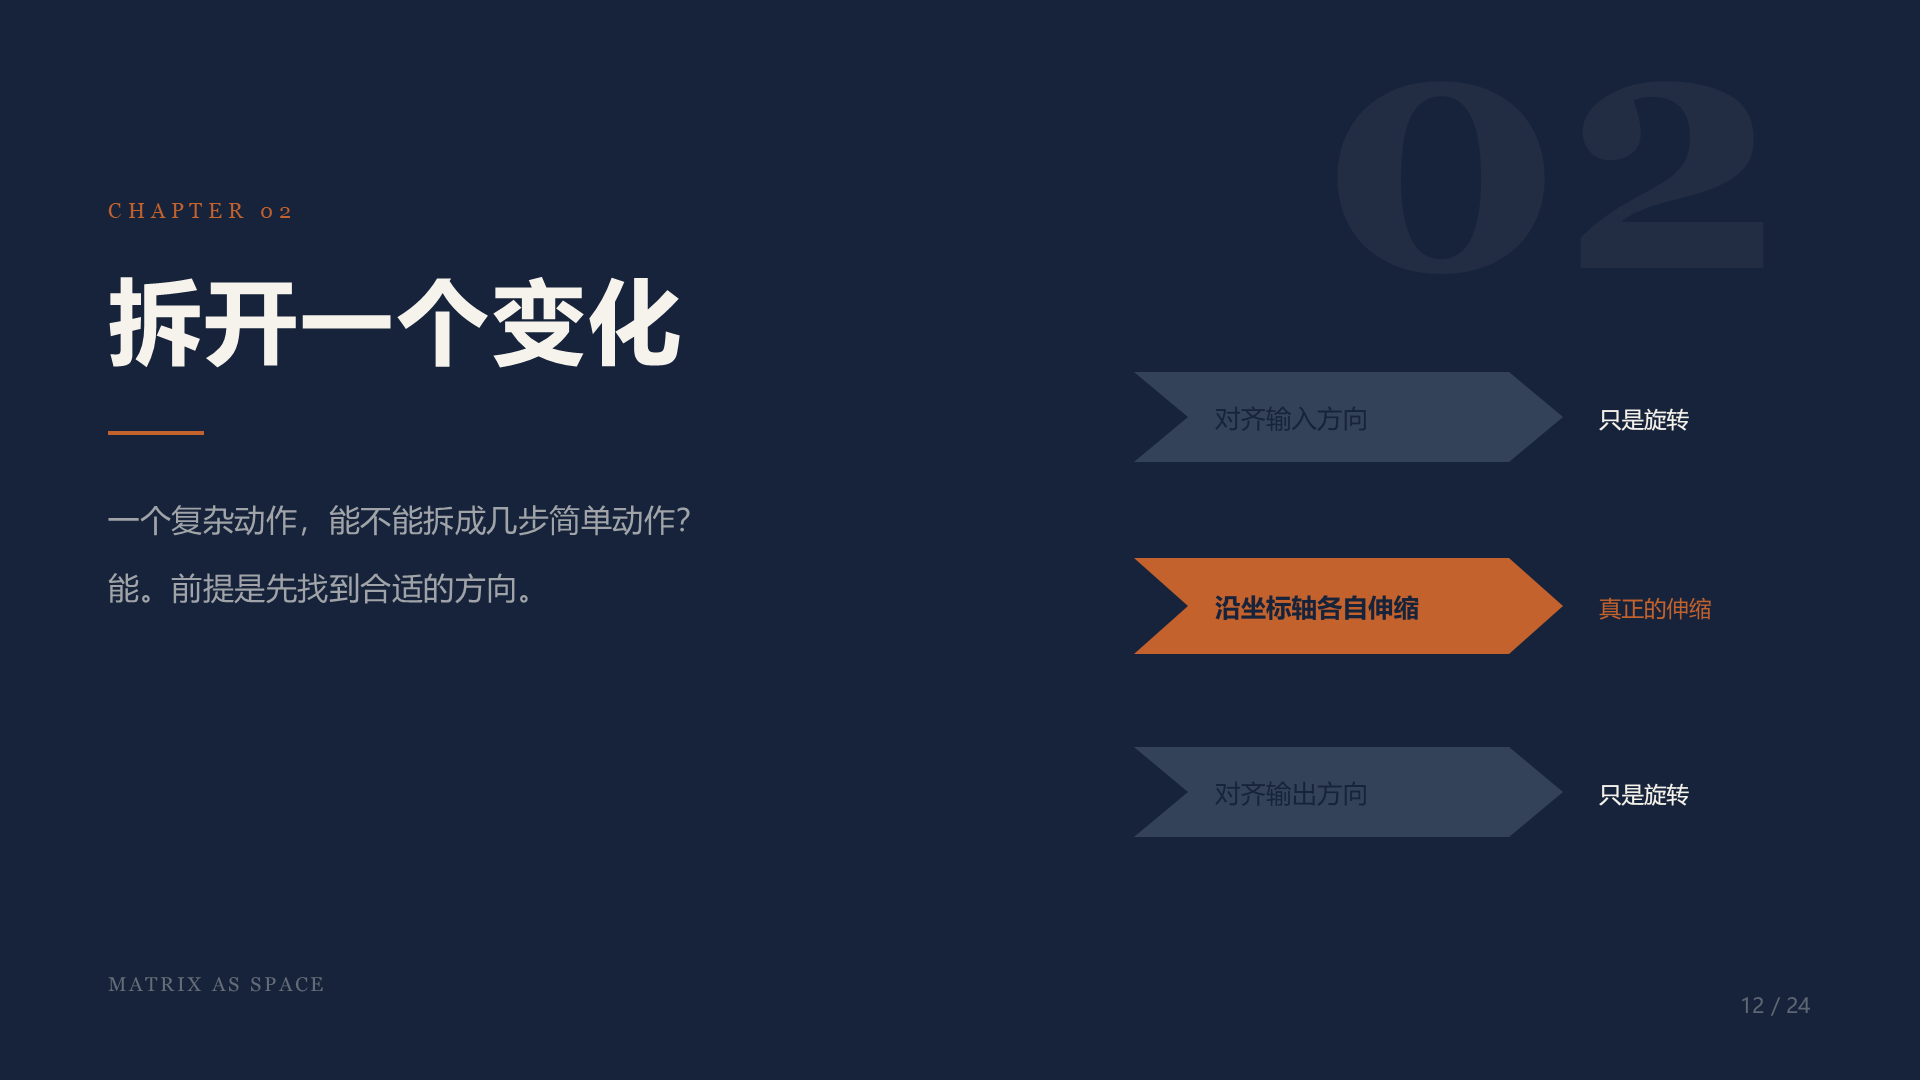 02
CHAPTER 02
拆开一个变化
一个复杂动作，能不能拆成几步简单动作？
能。前提是先找到合适的方向。
对齐输入方向
只是旋转
沿坐标轴各自伸缩
真正的伸缩
对齐输出方向
只是旋转
MATRIX AS SPACE
12 / 24